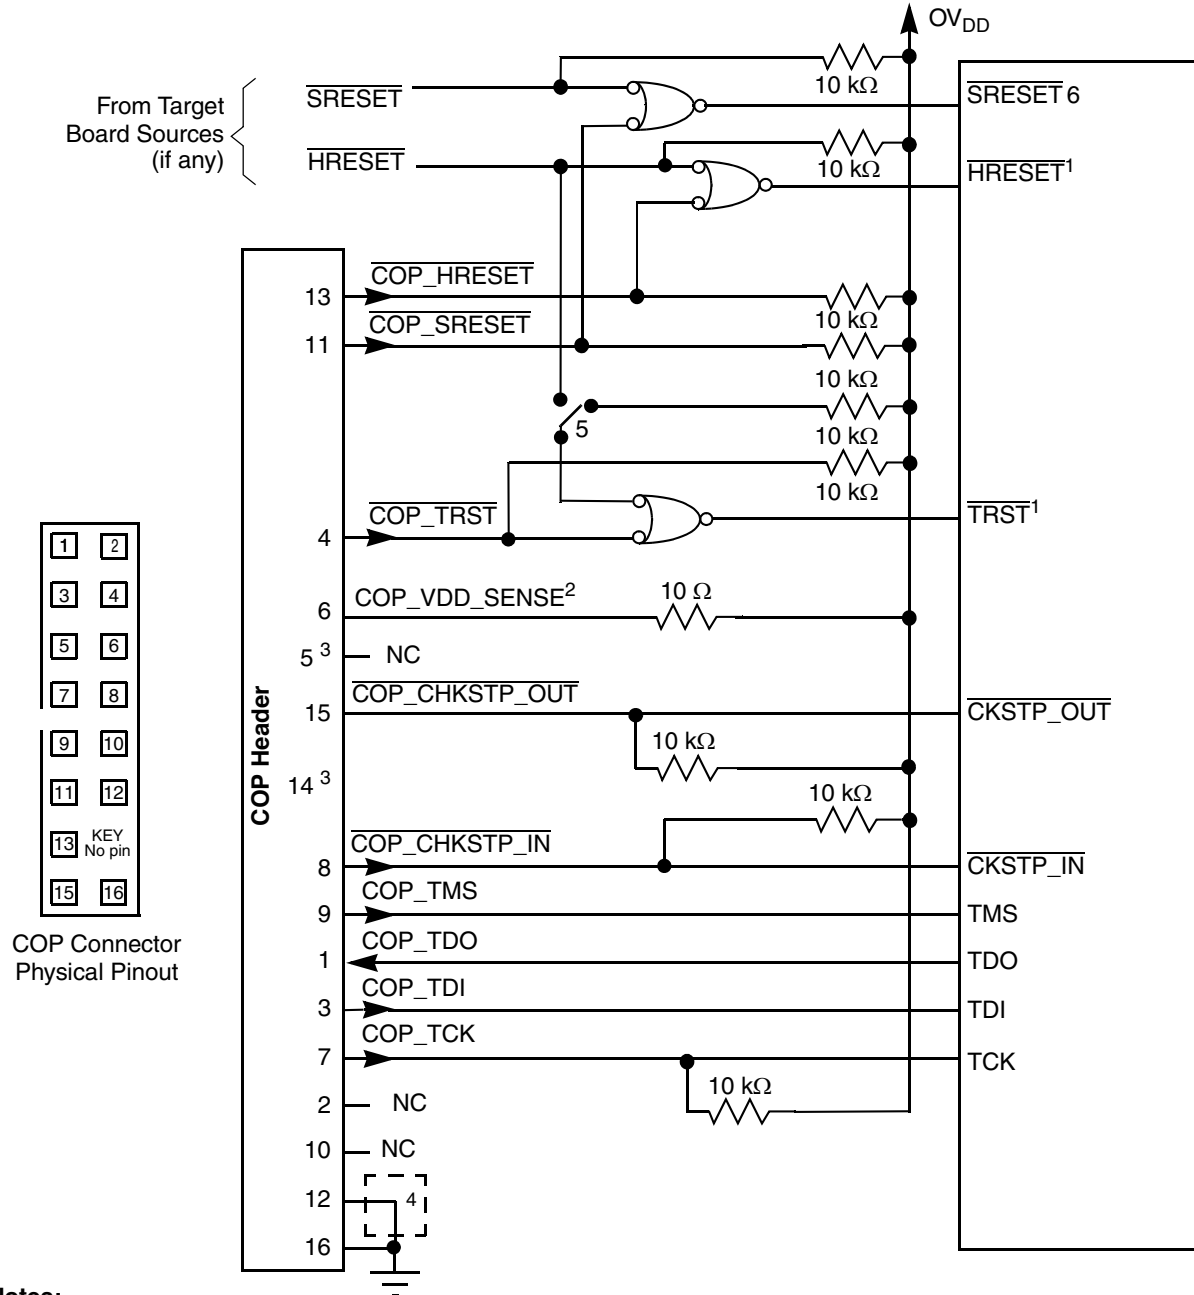 OVDD
10 kΩ
From Target
Board Sources
(if any)
SRESET
SRESET 6
HRESET
10 kΩ
HRESET1
COP_HRESET
13
10 kΩ
COP_SRESET
11
10 kΩ
5
10 kΩ
10 kΩ
COP_TRST
4
TRST1
COP_VDD_SENSE2
10 Ω
6
5 3
NC
COP_CHKSTP_OUT
15
CKSTP_OUT
10 kΩ
14 3
10 kΩ
COP_CHKSTP_IN
8
CKSTP_IN
COP_TMS
9
TMS
COP_TDO
1
TDO
COP_TDI
3
TDI
COP_TCK
7
TCK
10 kΩ
2
NC
10
NC
12
4
16
COP Header
1 2
3 4
5 6
7 8
9 10
11 12
13 KEY
No pin
15 16
COP Connector
Physical Pinout